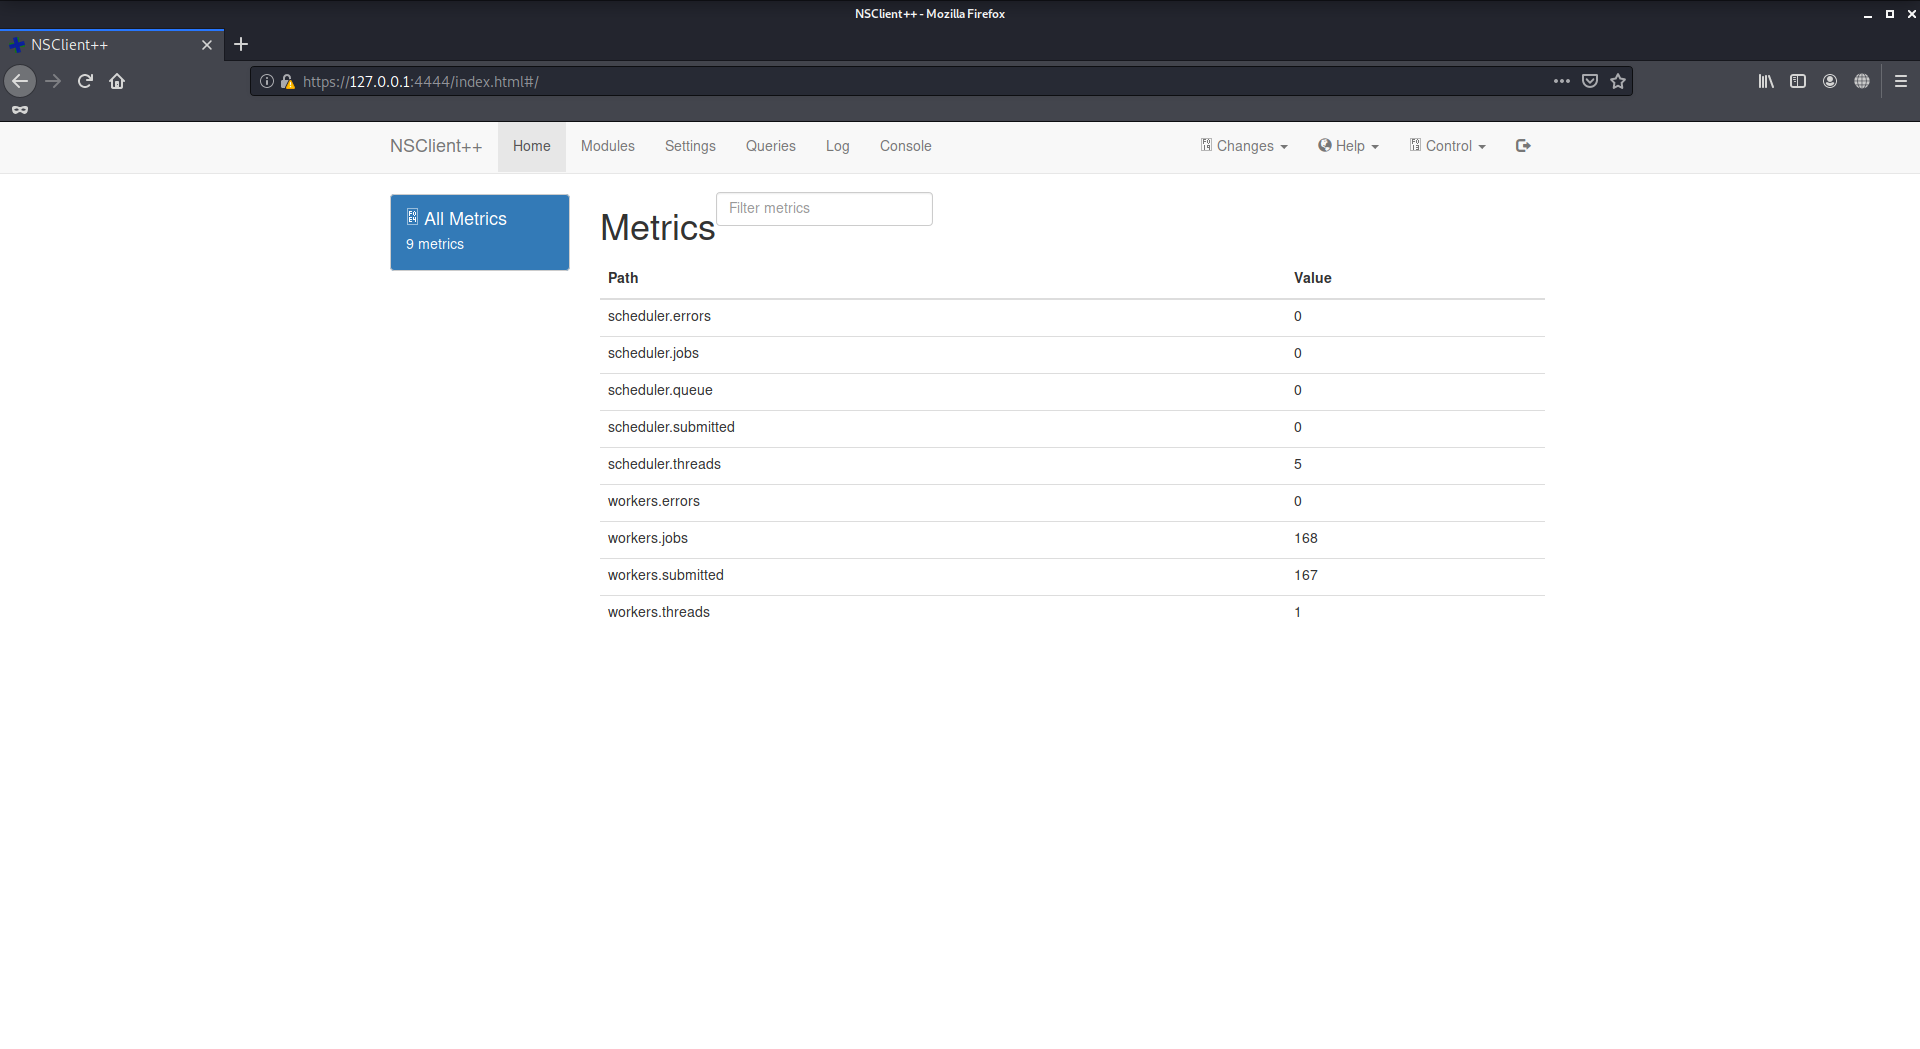 NSClient++ - Mozilla Firefox
NSClient++
https://127.0.0.1:4444/index.html#/
NSClient++ Home Modules Settings Queries Log Console Changes Help Control
All Metrics
9 metrics
Metrics
Filter metrics
Path Value
scheduler.errors 0
scheduler.jobs 0
scheduler.queue 0
scheduler.submitted 0
scheduler.threads 5
workers.errors 0
workers.jobs 168
workers.submitted 167
workers.threads 1